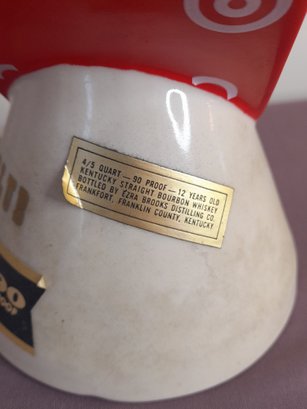 4/5 QUART — 90 PROOF — 12 YEARS OLD
KENTUCKY STRAIGHT BOURBON WHISKEY
BOTTLED BY EZRA BROOKS DISTILLING CO.
FRANKFORT, FRANKLIN COUNTY, KENTUCKY